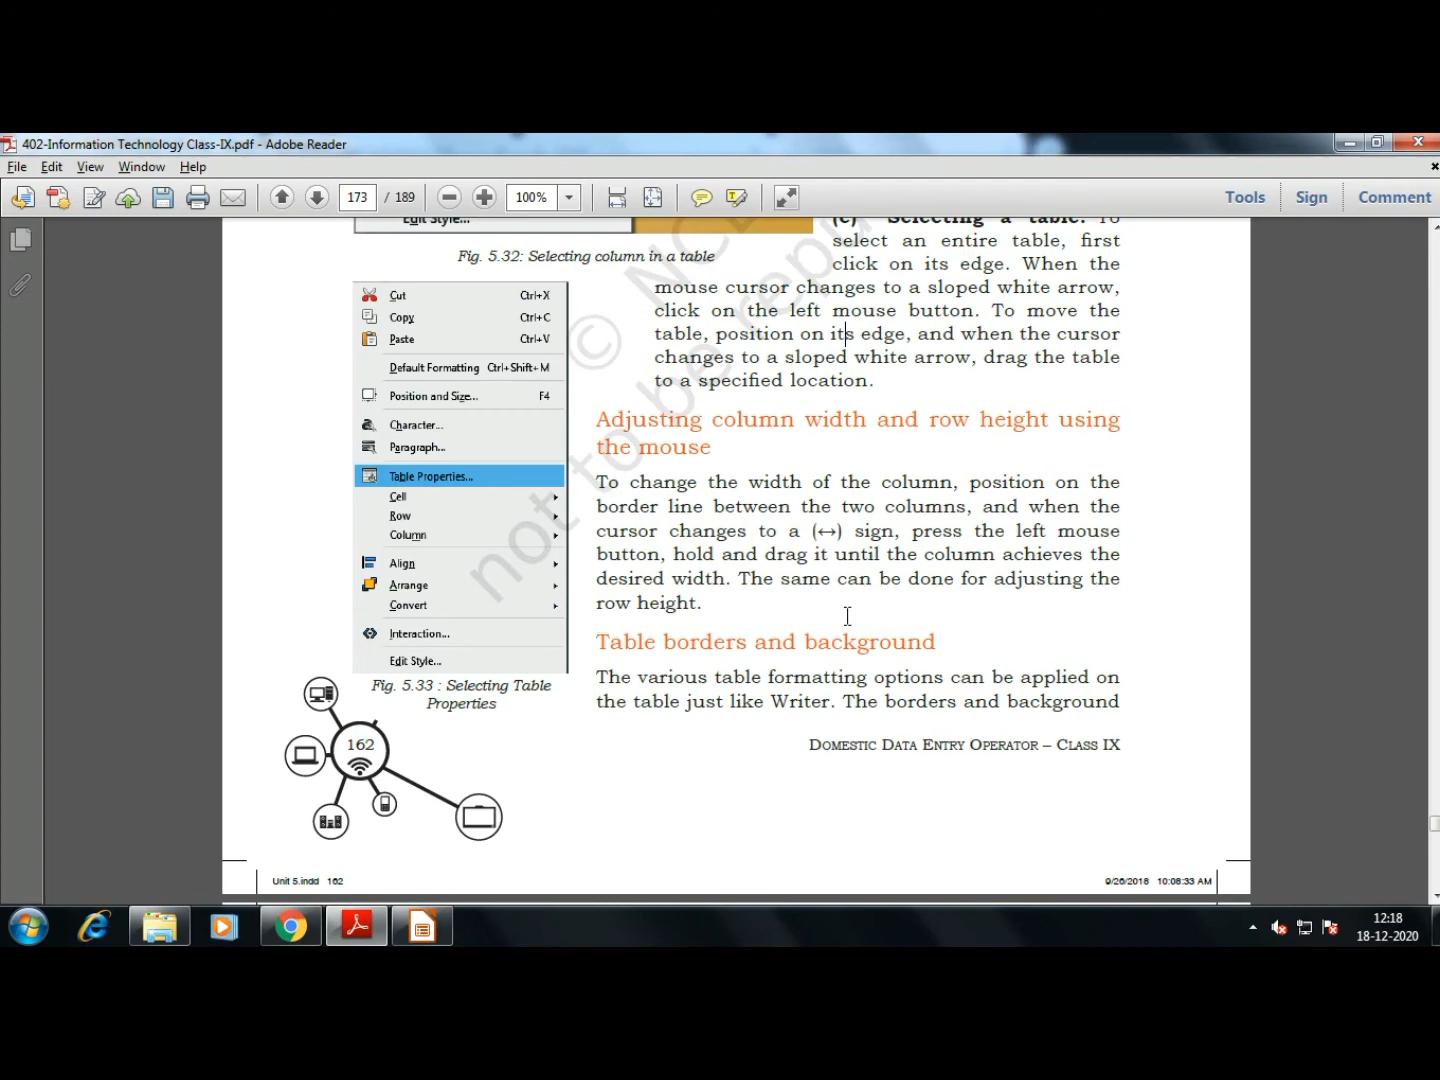 402-Information Technology Class-IX.pdf - Adobe Reader
File Edit View Window Help
173 / 189 100% Tools Sign Comment
Edit Style...
Fig. 5.32: Selecting column in a table
(c) Selecting a table: To
select an entire table, first
click on its edge. When the
mouse cursor changes to a sloped white arrow,
click on the left mouse button. To move the
table, position on its edge, and when the cursor
changes to a sloped white arrow, drag the table
to a specified location.
Cut Ctrl+X
Copy Ctrl+C
Paste Ctrl+V
Default Formatting Ctrl+Shift+M
Position and Size... F4
Character...
Paragraph...
Table Properties...
Cell
Row
Column
Align
Arrange
Convert
Interaction...
Edit Style...
Fig. 5.33 : Selecting Table
Properties
Adjusting column width and row height using
the mouse
To change the width of the column, position on the
border line between the two columns, and when the
cursor changes to a (↔) sign, press the left mouse
button, hold and drag it until the column achieves the
desired width. The same can be done for adjusting the
row height.
Table borders and background
The various table formatting options can be applied on
the table just like Writer. The borders and background
162
DOMESTIC DATA ENTRY OPERATOR – CLASS IX
© NCE
not to be repu
Unit 5.indd 162
9/26/2018 10:08:33 AM
12:18
18-12-2020